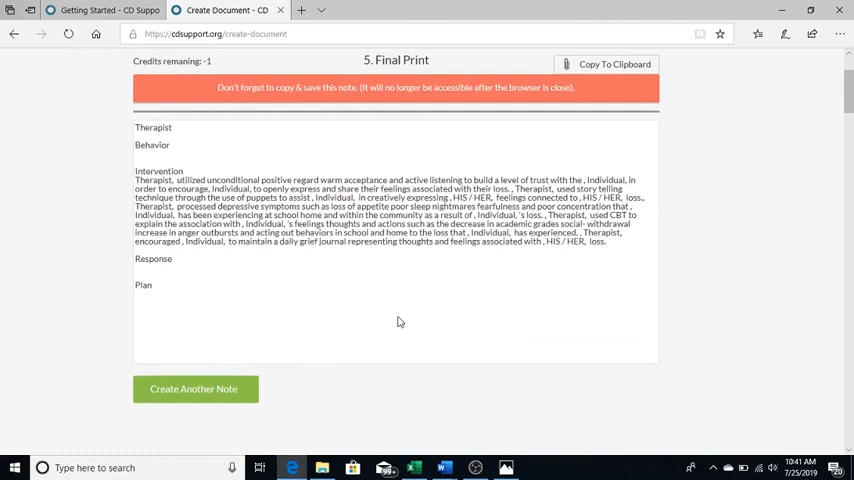 Getting Started - CD Suppo
Create Document - CD
https://cdsupport.org/create-document
Credits remaning: -1
5. Final Print
Copy To Clipboard
Don't forget to copy & save this note. (It will no longer be accessible after the browser is close).
Therapist
Behavior
Intervention
Therapist, utilized unconditional positive regard warm acceptance and active listening to build a level of trust with the , Individual, in
order to encourage, Individual, to openly express and share their feelings associated with their loss. , Therapist, used story telling
technique through the use of puppets to assist , Individual, in creatively expressing , HIS / HER, feelings connected to , HIS / HER, loss.,
Therapist, processed depressive symptoms such as loss of appetite poor sleep nightmares fearfulness and poor concentration that ,
Individual, has been experiencing at school home and within the community as a result of , Individual, 's loss. , Therapist, used CBT to
explain the association with , Individual, 's feelings thoughts and actions such as the decrease in academic grades social- withdrawal
increase in anger outbursts and acting out behaviors in school and home to the loss that , Individual, has experienced. , Therapist,
encouraged , Individual, to maintain a daily grief journal representing thoughts and feelings associated with , HIS / HER, loss.
Response
Plan
Create Another Note
Type here to search
99+
10:41 AM
7/25/2019
20